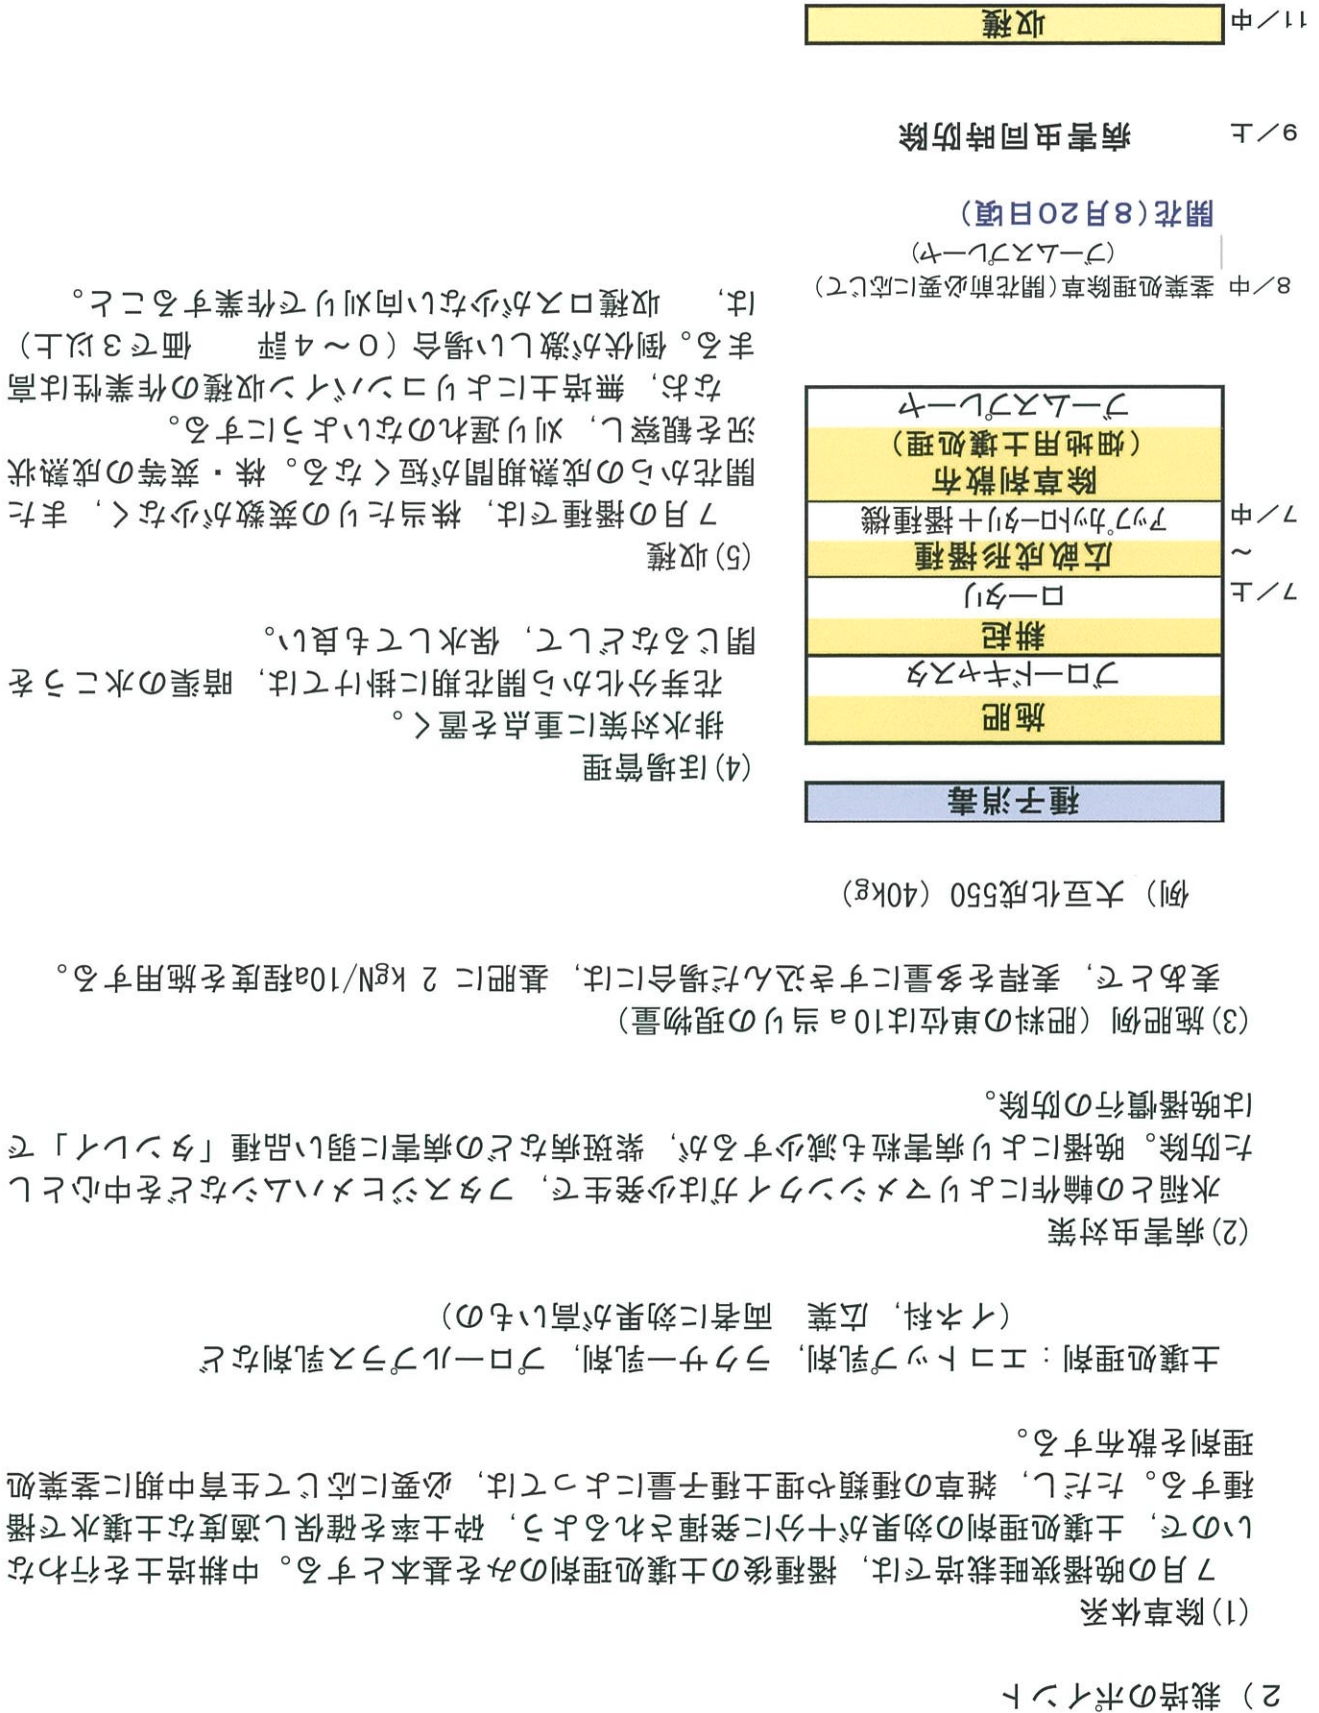 2）栽培のポイント
(1)除草体系
7月の晩播狭畦栽培では，播種後の土壌処理剤のみを基本とする。中耕培土を行わな
いので，土壌処理剤の効果が十分に発揮されるよう，砕土率を確保し適度な土壌水で播
種する。ただし，雑草の種類や埋土種子量によっては，必要に応じて生育中期に茎葉処
理剤を散布する。
土壌処理剤：エコトップ乳剤，ラクサー乳剤，プロールプラス乳剤など
（イネ科，広葉　両者に効果が高いもの）
(2)病害虫対策
水稲との輪作によりマメシンクイガは少発生で，フタスジヒメハムシなどを中心とし
た防除。晩播により病害粒も減少するが，紫斑病などの病害に弱い品種「タンレイ」で
は晩播慣行の防除。
(3)施肥例（肥料の単位は10a当りの現物量）
麦あとで，麦稈を多量にすき込んだ場合には，基肥に 2 kgN/10a程度を施用する。
例）大豆化成550（40kg）
種子消毒
施肥
ブロードキャスタ
耕起
7／上
ロータリ
～
広畝成形播種
7／中
アップカットロータリ＋播種機
除草剤散布
（畑地用土壌処理）
ブームスプレーヤ
8／中 茎葉処理除草(開花前必要に応じて)
(ブームスプレーヤ)
開花(8月20日頃)
9／上
病害虫同時防除
11／中
収穫
(4)ほ場管理
排水対策に重点を置く。
花芽分化から開花期に掛けては，暗渠の水こうを
閉じるなどして，保水しても良い。
(5)収穫
7月の播種では，株当たりの莢数が少なく，また
開花からの成熟期間が短くなる。株・莢等の成熟状
況を観察し，刈り遅れのないようにする。
なお，無培土によりコンバイン収穫の作業性は高
まる。倒伏が激しい場合（0～4評　価で3以上）
は，　収穫ロスが少ない向刈りで作業すること。